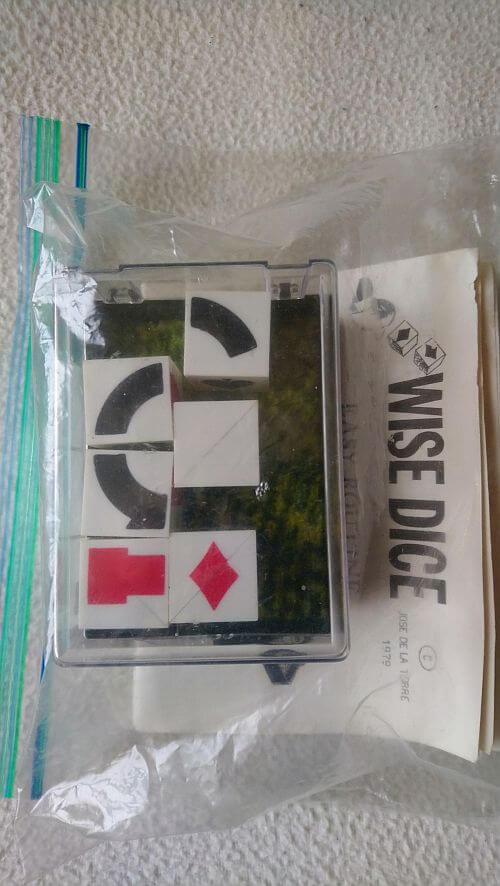 WISE DICE
©
JOSE DE LA TORRE
1979